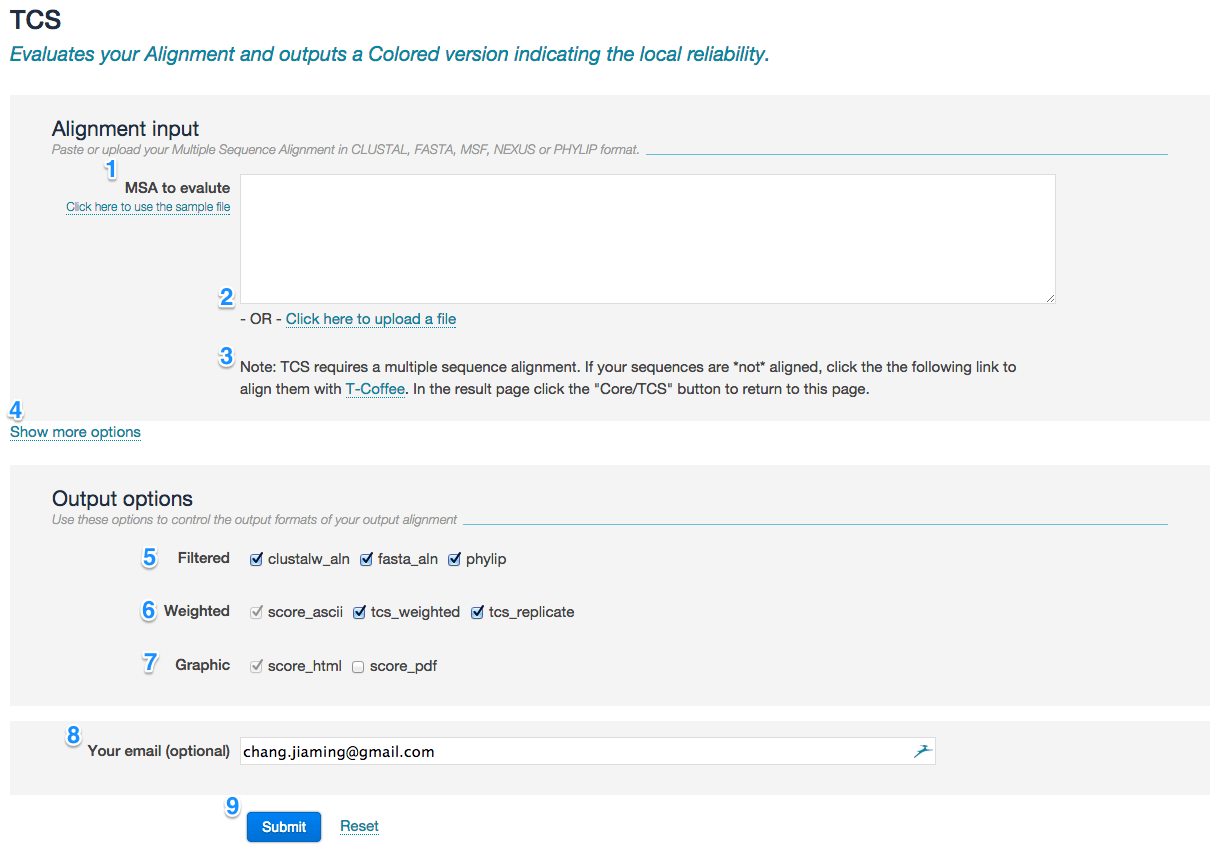 TCS
Evaluates your Alignment and outputs a Colored version indicating the local reliability.
Alignment input
Paste or upload your Multiple Sequence Alignment in CLUSTAL, FASTA, MSF, NEXUS or PHYLIP format.
1
MSA to evalute
Click here to use the sample file
2
- OR - Click here to upload a file
3
Note: TCS requires a multiple sequence alignment. If your sequences are *not* aligned, click the the following link to
align them with T-Coffee. In the result page click the "Core/TCS" button to return to this page.
4
Show more options
Output options
Use these options to control the output formats of your output alignment
5 Filtered clustalw_aln fasta_aln phylip
6 Weighted score_ascii tcs_weighted tcs_replicate
7 Graphic score_html score_pdf
8
Your email (optional) chang.jiaming@gmail.com
9
Submit Reset